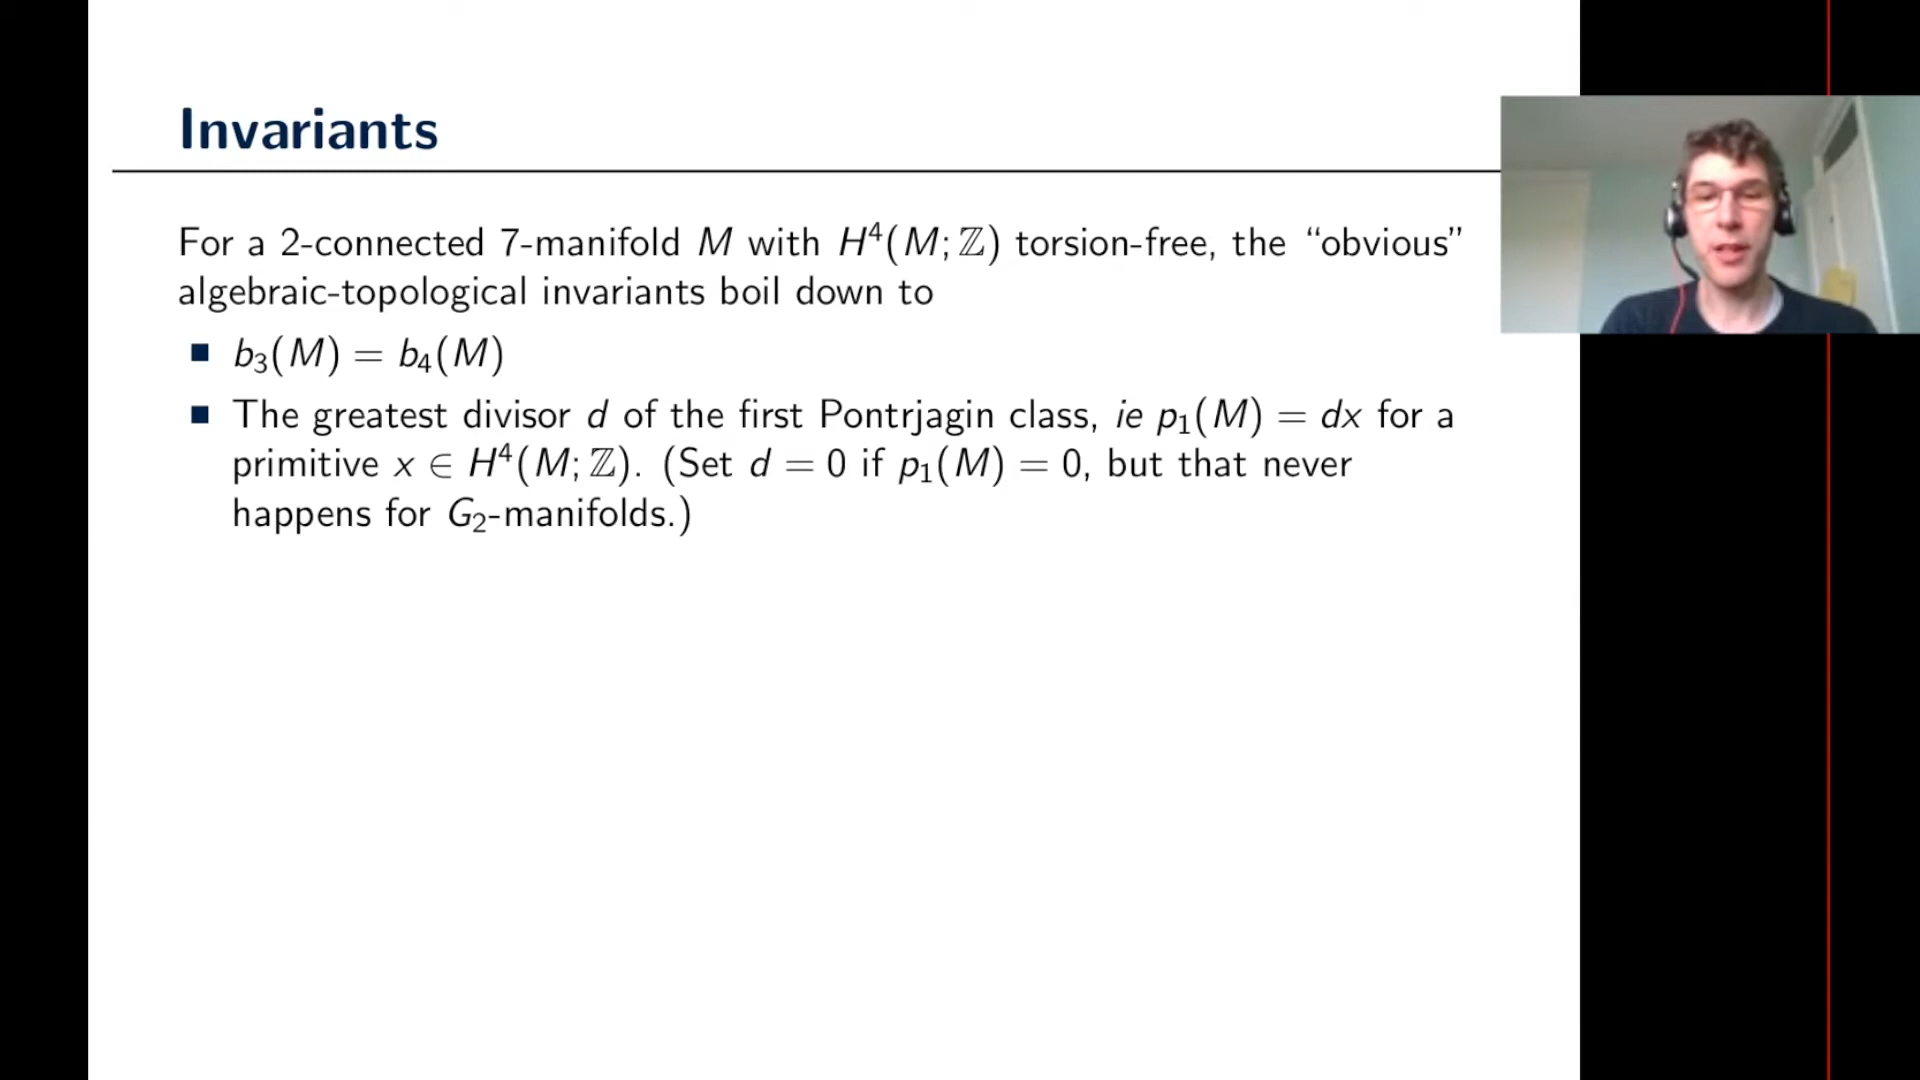 Invariants
For a 2-connected 7-manifold M with H⁴(M; ℤ) torsion-free, the “obvious”
algebraic-topological invariants boil down to
■ b₃(M) = b₄(M)
■ The greatest divisor d of the first Pontrjagin class, ie p₁(M) = dx for a
primitive x ∈ H⁴(M; ℤ). (Set d = 0 if p₁(M) = 0, but that never
happens for G₂-manifolds.)